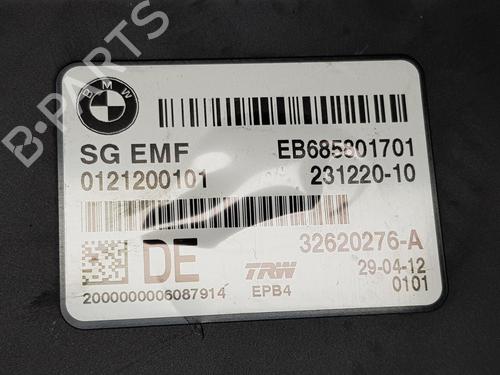 B-PARTS
BMW
SG EMF EB685801701
0121200101 231220-10
32620276-A
DE TRW 29-04-12
2000000006087914 EPB4 0101